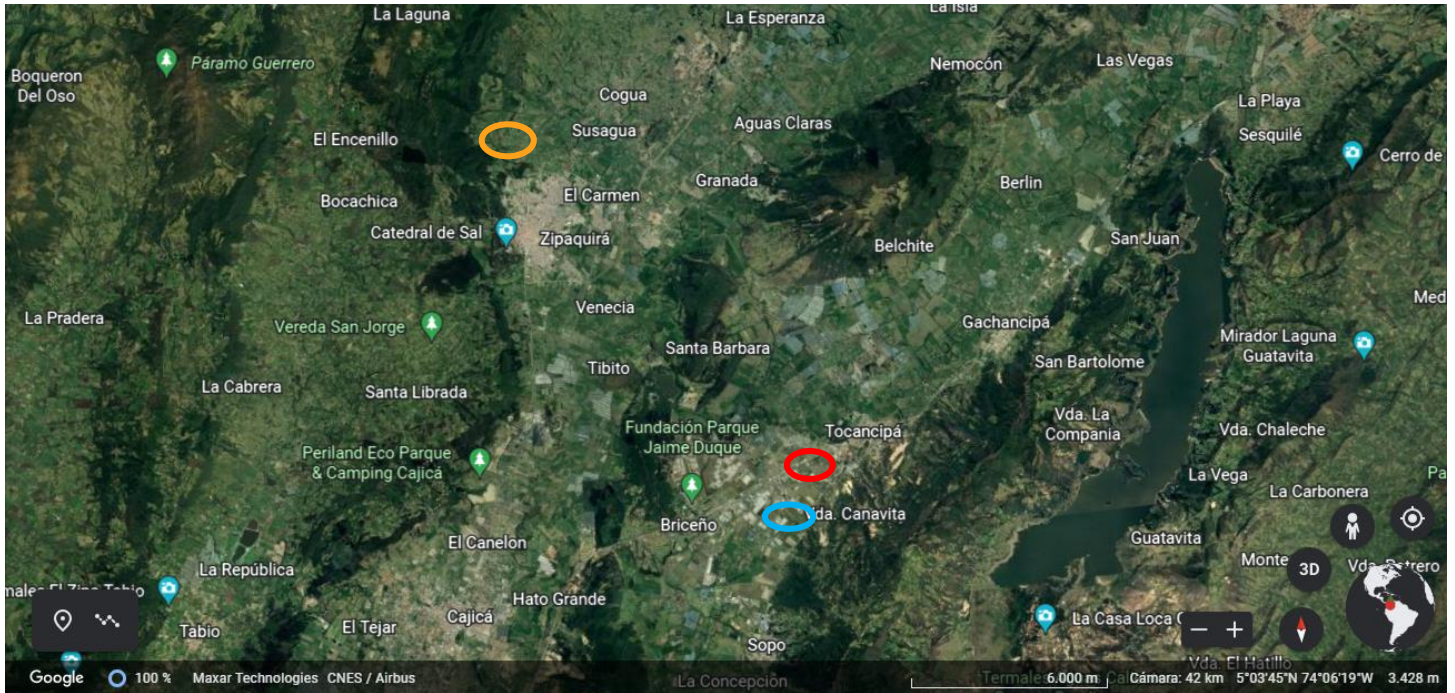 La Laguna
La Esperanza
La Isla
Páramo Guerrero
Boqueron
Del Oso
Nemocón
Las Vegas
Cogua
La Playa
El Encenillo
Susagua
Aguas Claras
Sesquilé
Cerro de
Bocachica
El Carmen
Granada
Berlin
Catedral de Sal
Zipaquirá
Belchite
San Juan
La Pradera
Vereda San Jorge
Venecia
Gachancipá
Med
Santa Barbara
San Bartolome
Mirador Laguna
Guatavita
La Cabrera
Santa Librada
Tibito
Fundación Parque
Jaime Duque
Tocancipá
Vda. La
Compania
Vda. Chaleche
Periland Eco Parque
& Camping Cajicá
La Vega
Pa
La Carbonera
Briceño
Vda. Canavita
El Canelon
Guatavita
La República
Monte
3D
Hato Grande
Tabio
El Tejar
Cajicá
La Casa Loca
Sopo
Vda. El Hatillo
La Concepción
Termales
Google 100 % Maxar Technologies CNES / Airbus 6.000 m Cámara: 42 km 5°03'45"N 74°06'19"W 3.428 m